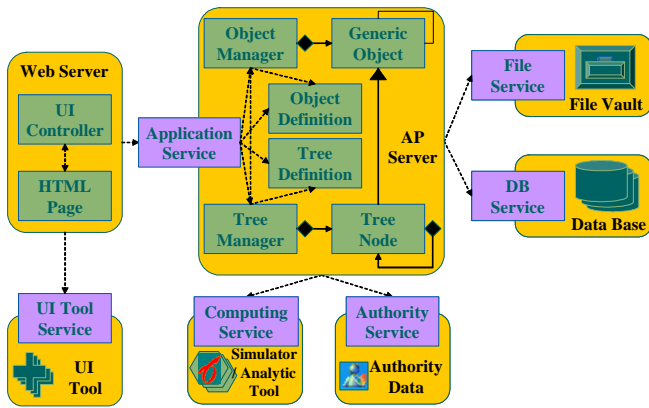 Web Server
UI
Controller
HTML
Page
Application
Service
Object
Manager
Generic
Object
Object
Definition
Tree
Definition
AP
Server
Tree
Manager
Tree
Node
File
Service
File Vault
DB
Service
Data Base
UI Tool
Service
UI
Tool
Computing
Service
Simulator
Analytic
Tool
Authority
Service
Authority
Data